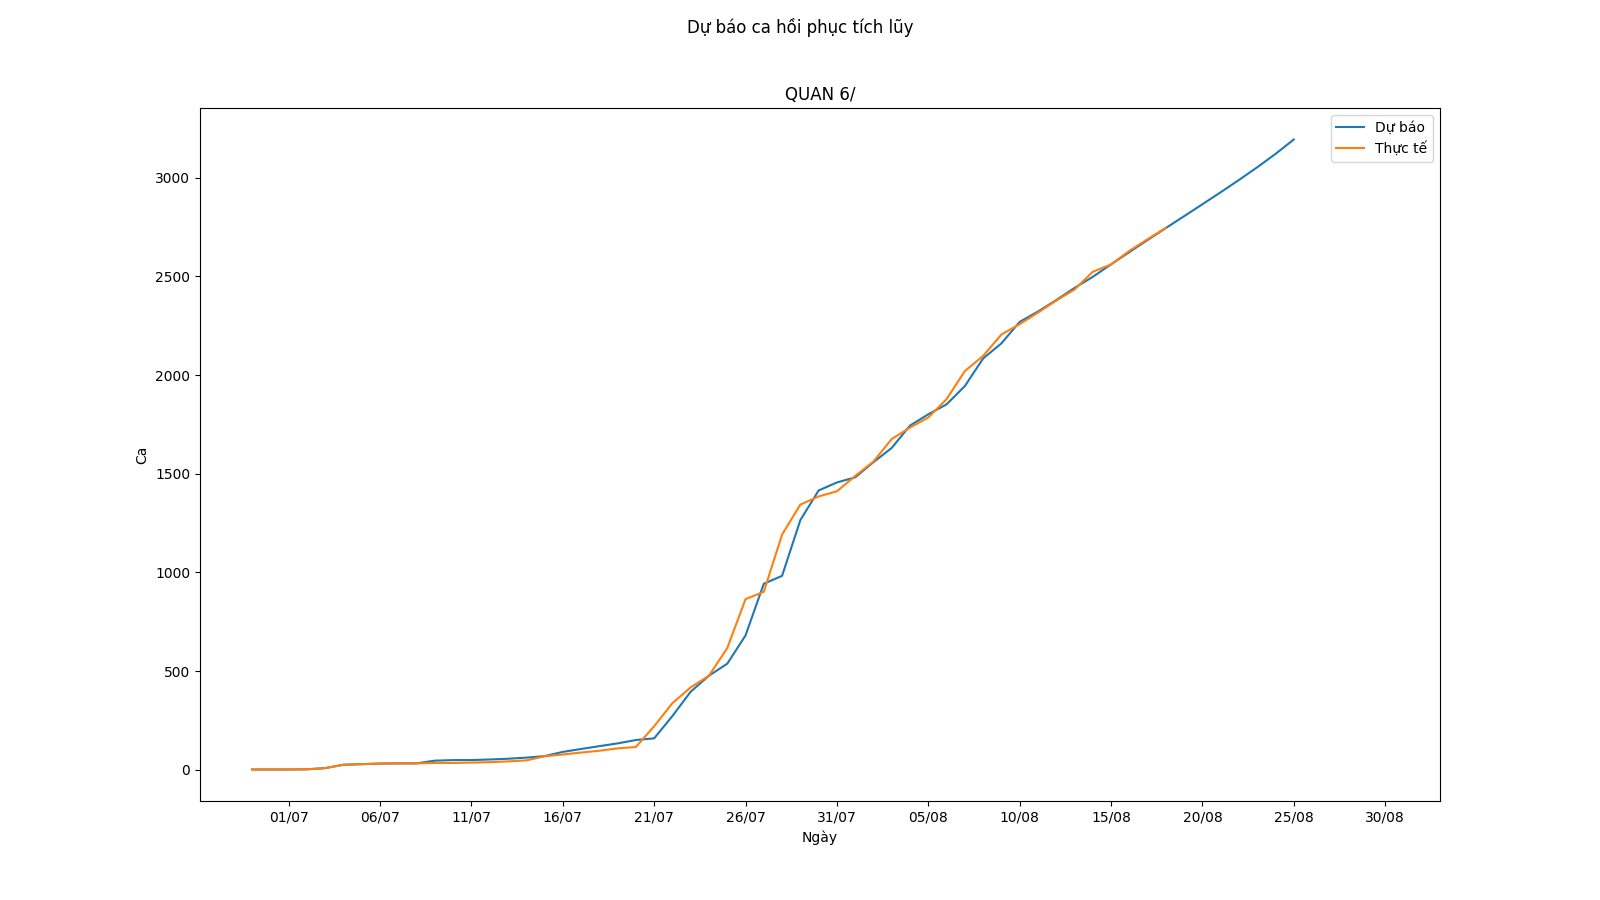 Dự báo ca hồi phục tích lũy
QUAN 6/
Dự báo
Thực tế
3000
2500
2000
1500
1000
500
0
Ca
01/07 06/07 11/07 16/07 21/07 26/07 31/07 05/08 10/08 15/08 20/08 25/08 30/08
Ngày